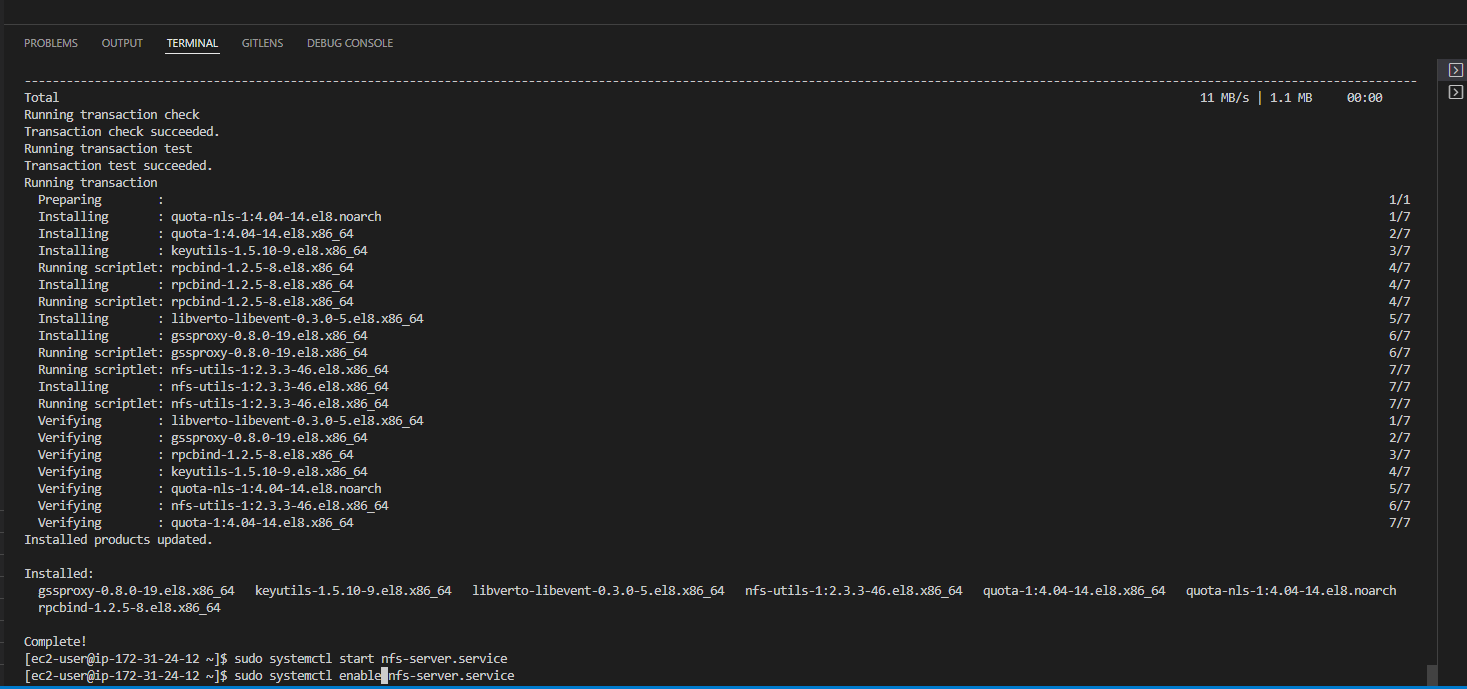 PROBLEMS OUTPUT TERMINAL GITLENS DEBUG CONSOLE
--------------------------------------------------------------------------------
Total 11 MB/s | 1.1 MB 00:00
Running transaction check
Transaction check succeeded.
Running transaction test
Transaction test succeeded.
Running transaction
Preparing : 1/1
Installing : quota-nls-1:4.04-14.el8.noarch 1/7
Installing : quota-1:4.04-14.el8.x86_64 2/7
Installing : keyutils-1.5.10-9.el8.x86_64 3/7
Running scriptlet: rpcbind-1.2.5-8.el8.x86_64 4/7
Installing : rpcbind-1.2.5-8.el8.x86_64 4/7
Running scriptlet: rpcbind-1.2.5-8.el8.x86_64 4/7
Installing : libverto-libevent-0.3.0-5.el8.x86_64 5/7
Installing : gssproxy-0.8.0-19.el8.x86_64 6/7
Running scriptlet: gssproxy-0.8.0-19.el8.x86_64 6/7
Running scriptlet: nfs-utils-1:2.3.3-46.el8.x86_64 7/7
Installing : nfs-utils-1:2.3.3-46.el8.x86_64 7/7
Running scriptlet: nfs-utils-1:2.3.3-46.el8.x86_64 7/7
Verifying : libverto-libevent-0.3.0-5.el8.x86_64 1/7
Verifying : gssproxy-0.8.0-19.el8.x86_64 2/7
Verifying : rpcbind-1.2.5-8.el8.x86_64 3/7
Verifying : keyutils-1.5.10-9.el8.x86_64 4/7
Verifying : quota-nls-1:4.04-14.el8.noarch 5/7
Verifying : nfs-utils-1:2.3.3-46.el8.x86_64 6/7
Verifying : quota-1:4.04-14.el8.x86_64 7/7
Installed products updated.
Installed:
gssproxy-0.8.0-19.el8.x86_64 keyutils-1.5.10-9.el8.x86_64 libverto-libevent-0.3.0-5.el8.x86_64 nfs-utils-1:2.3.3-46.el8.x86_64 quota-1:4.04-14.el8.x86_64 quota-nls-1:4.04-14.el8.noarch
rpcbind-1.2.5-8.el8.x86_64
Complete!
[ec2-user@ip-172-31-24-12 ~]$ sudo systemctl start nfs-server.service
[ec2-user@ip-172-31-24-12 ~]$ sudo systemctl enable nfs-server.service